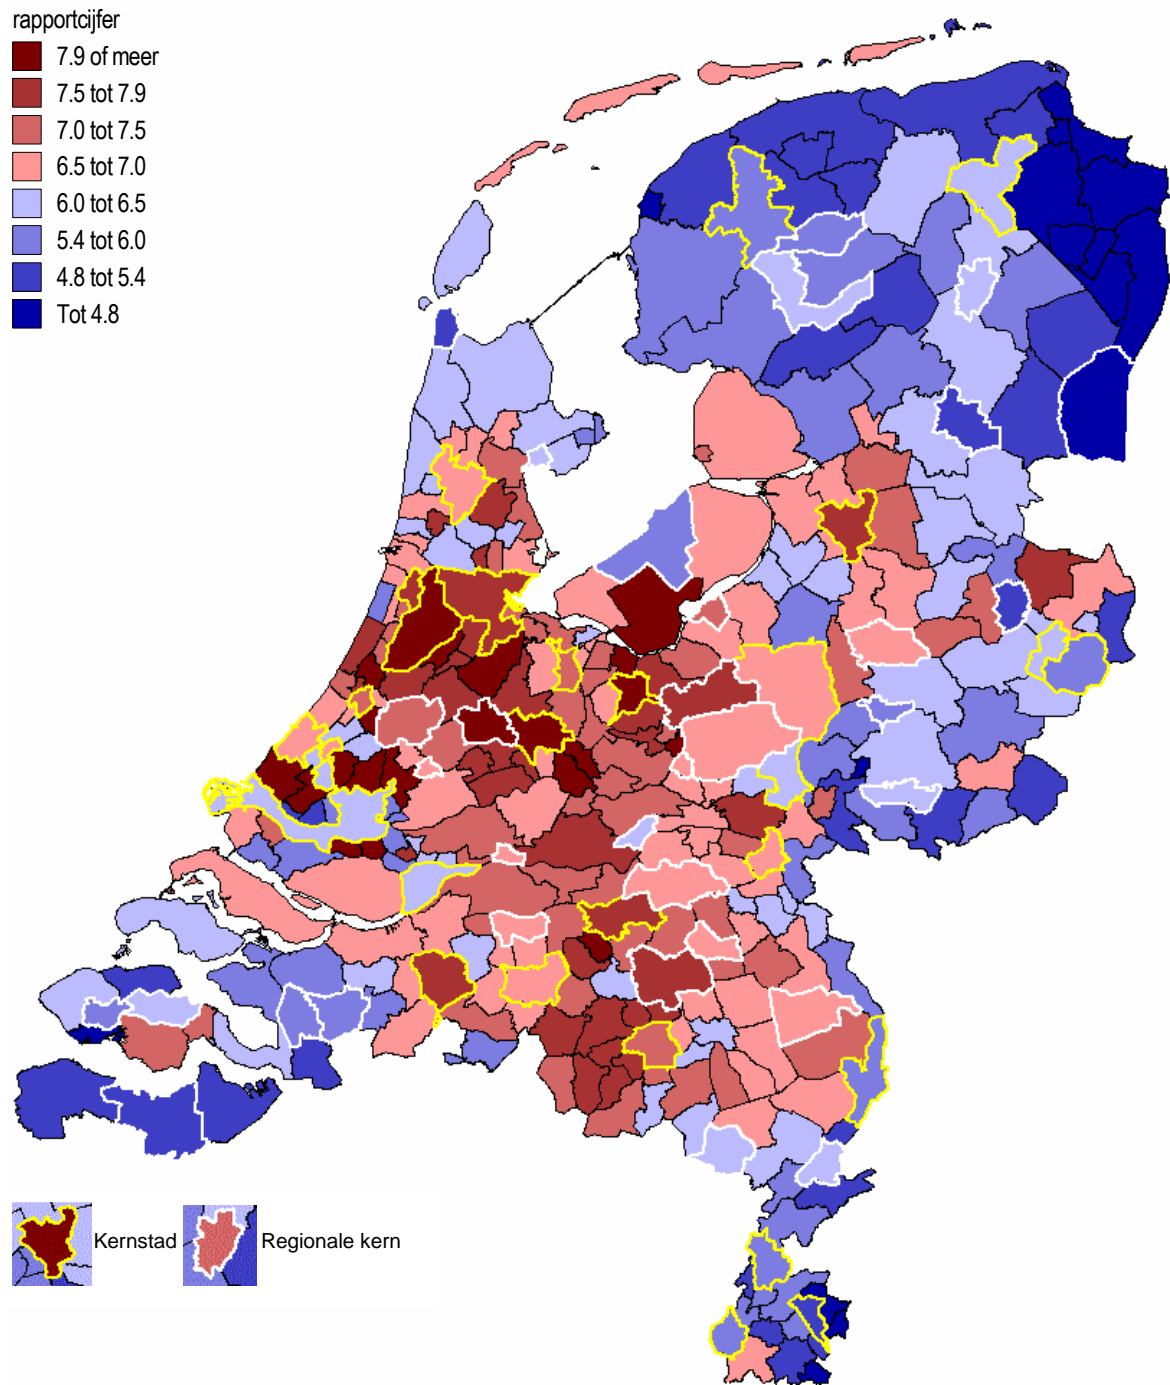 rapportcijfer
7.9 of meer
7.5 tot 7.9
7.0 tot 7.5
6.5 tot 7.0
6.0 tot 6.5
5.4 tot 6.0
4.8 tot 5.4
Tot 4.8
Kernstad
Regionale kern